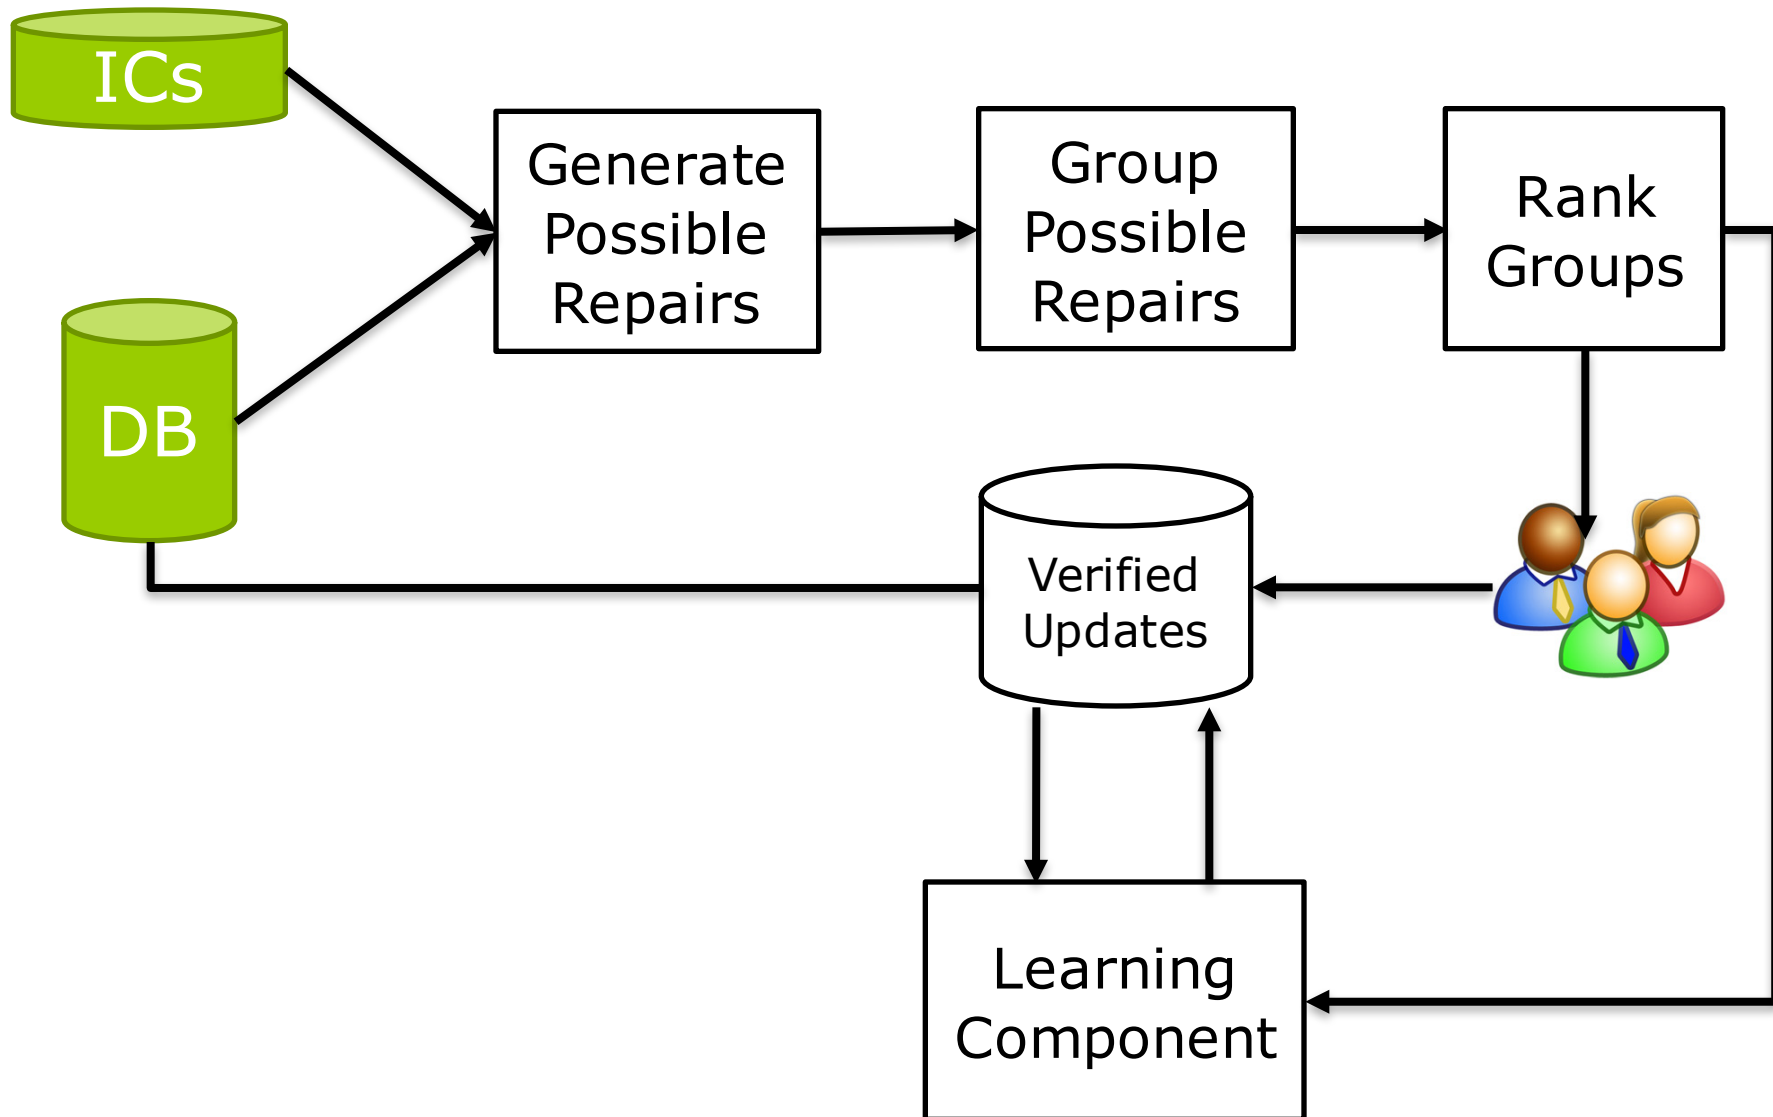 ICs
Generate
Possible
Repairs
Group
Possible
Repairs
Rank
Groups
DB
Verified
Updates
Learning
Component